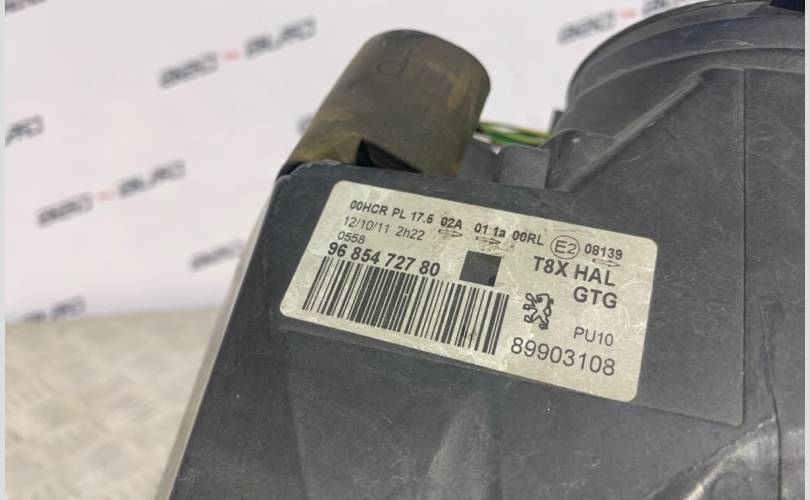 00HCR PL 17.5 02A 01 1a 00RL E2 08139
12/10/11 2h22
0558
96 854 727 80
T8X HAL
GTG
PU10
89903108